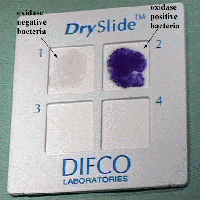 oxidase
negative
bacteria
oxidase
positive
bacteria
DrySlide™
1 2
3 4
DIFCO
LABORATORIES